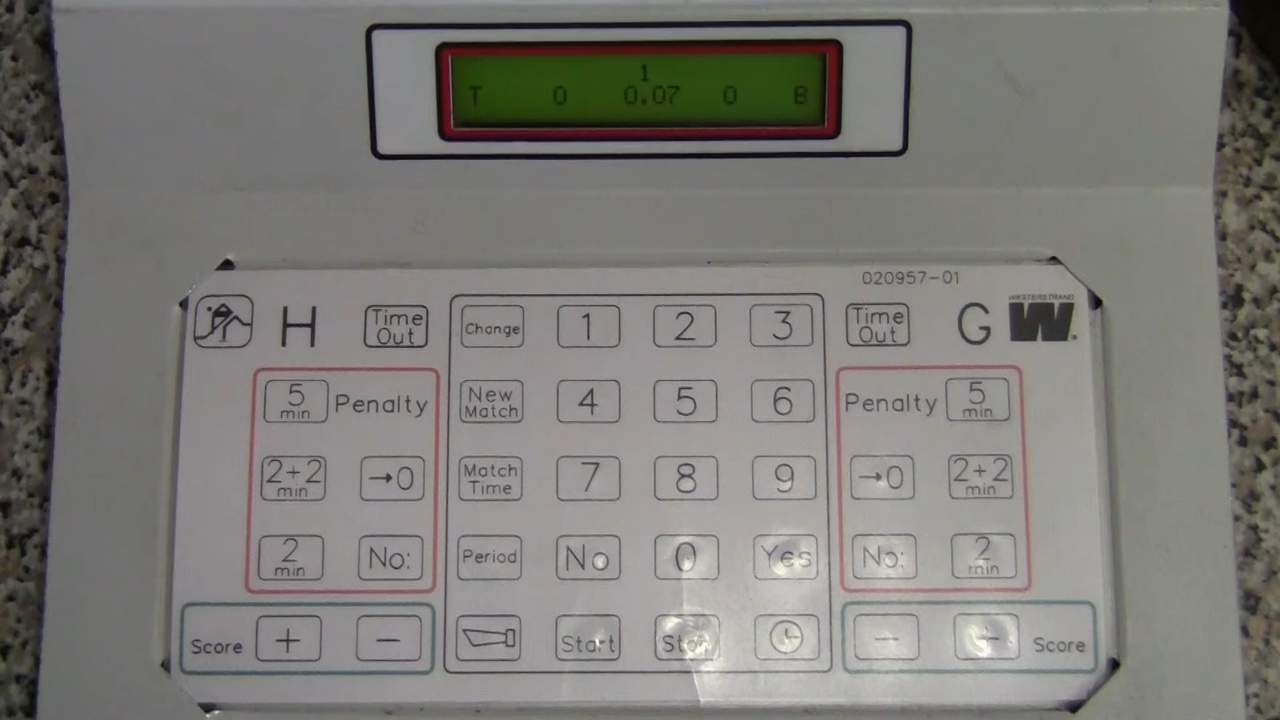 1
T 0 0.07 0 B
020957-01
H Time Out Change 1 2 3 Time Out G WESTERSTRAND W
5 min Penalty New Match 4 5 6 Penalty 5 min
2+2 min →0 Match Time 7 8 9 →0 2+2 min
2 min No: Period No 0 Yes No: 2 min
Score + − Start Stop − + Score